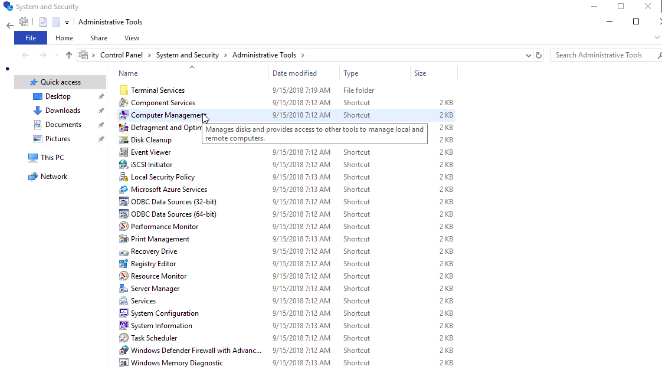 System and Security
Administrative Tools
File Home Share View
Control Panel > System and Security > Administrative Tools >
Search Administrative Tools
Name Date modified Type Size
Quick access
Desktop
Downloads
Documents
Pictures
This PC
Network
Terminal Services 9/15/2018 7:19 AM File folder
Component Services 9/15/2018 7:12 AM Shortcut 2 KB
Computer Management 9/15/2018 7:12 AM Shortcut 2 KB
Defragment and Optim 2 KB
Manages disks and provides access to other tools to manage local and
remote computers.
Disk Cleanup 2 KB
Event Viewer 9/15/2018 7:12 AM Shortcut 2 KB
iSCSI Initiator 9/15/2018 7:12 AM Shortcut 2 KB
Local Security Policy 9/15/2018 7:13 AM Shortcut 2 KB
Microsoft Azure Services 9/15/2018 7:13 AM Shortcut 2 KB
ODBC Data Sources (32-bit) 9/15/2018 7:12 AM Shortcut 2 KB
ODBC Data Sources (64-bit) 9/15/2018 7:12 AM Shortcut 2 KB
Performance Monitor 9/15/2018 7:12 AM Shortcut 2 KB
Print Management 9/15/2018 7:13 AM Shortcut 2 KB
Recovery Drive 9/15/2018 7:13 AM Shortcut 2 KB
Registry Editor 9/15/2018 7:12 AM Shortcut 2 KB
Resource Monitor 9/15/2018 7:12 AM Shortcut 2 KB
Server Manager 9/15/2018 7:13 AM Shortcut 2 KB
Services 9/15/2018 7:12 AM Shortcut 2 KB
System Configuration 9/15/2018 7:12 AM Shortcut 2 KB
System Information 9/15/2018 7:13 AM Shortcut 2 KB
Task Scheduler 9/15/2018 7:12 AM Shortcut 2 KB
Windows Defender Firewall with Advanc... 9/15/2018 7:12 AM Shortcut 2 KB
Windows Memory Diagnostic 9/15/2018 7:12 AM Shortcut 2 KB